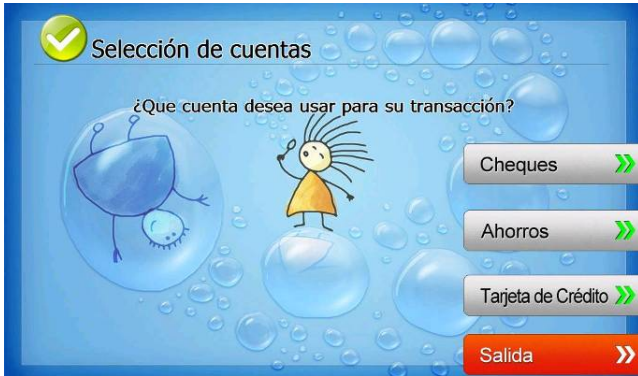 Selección de cuentas
¿Que cuenta desea usar para su transacción?
Cheques
Ahorros
Tarjeta de Crédito
Salida